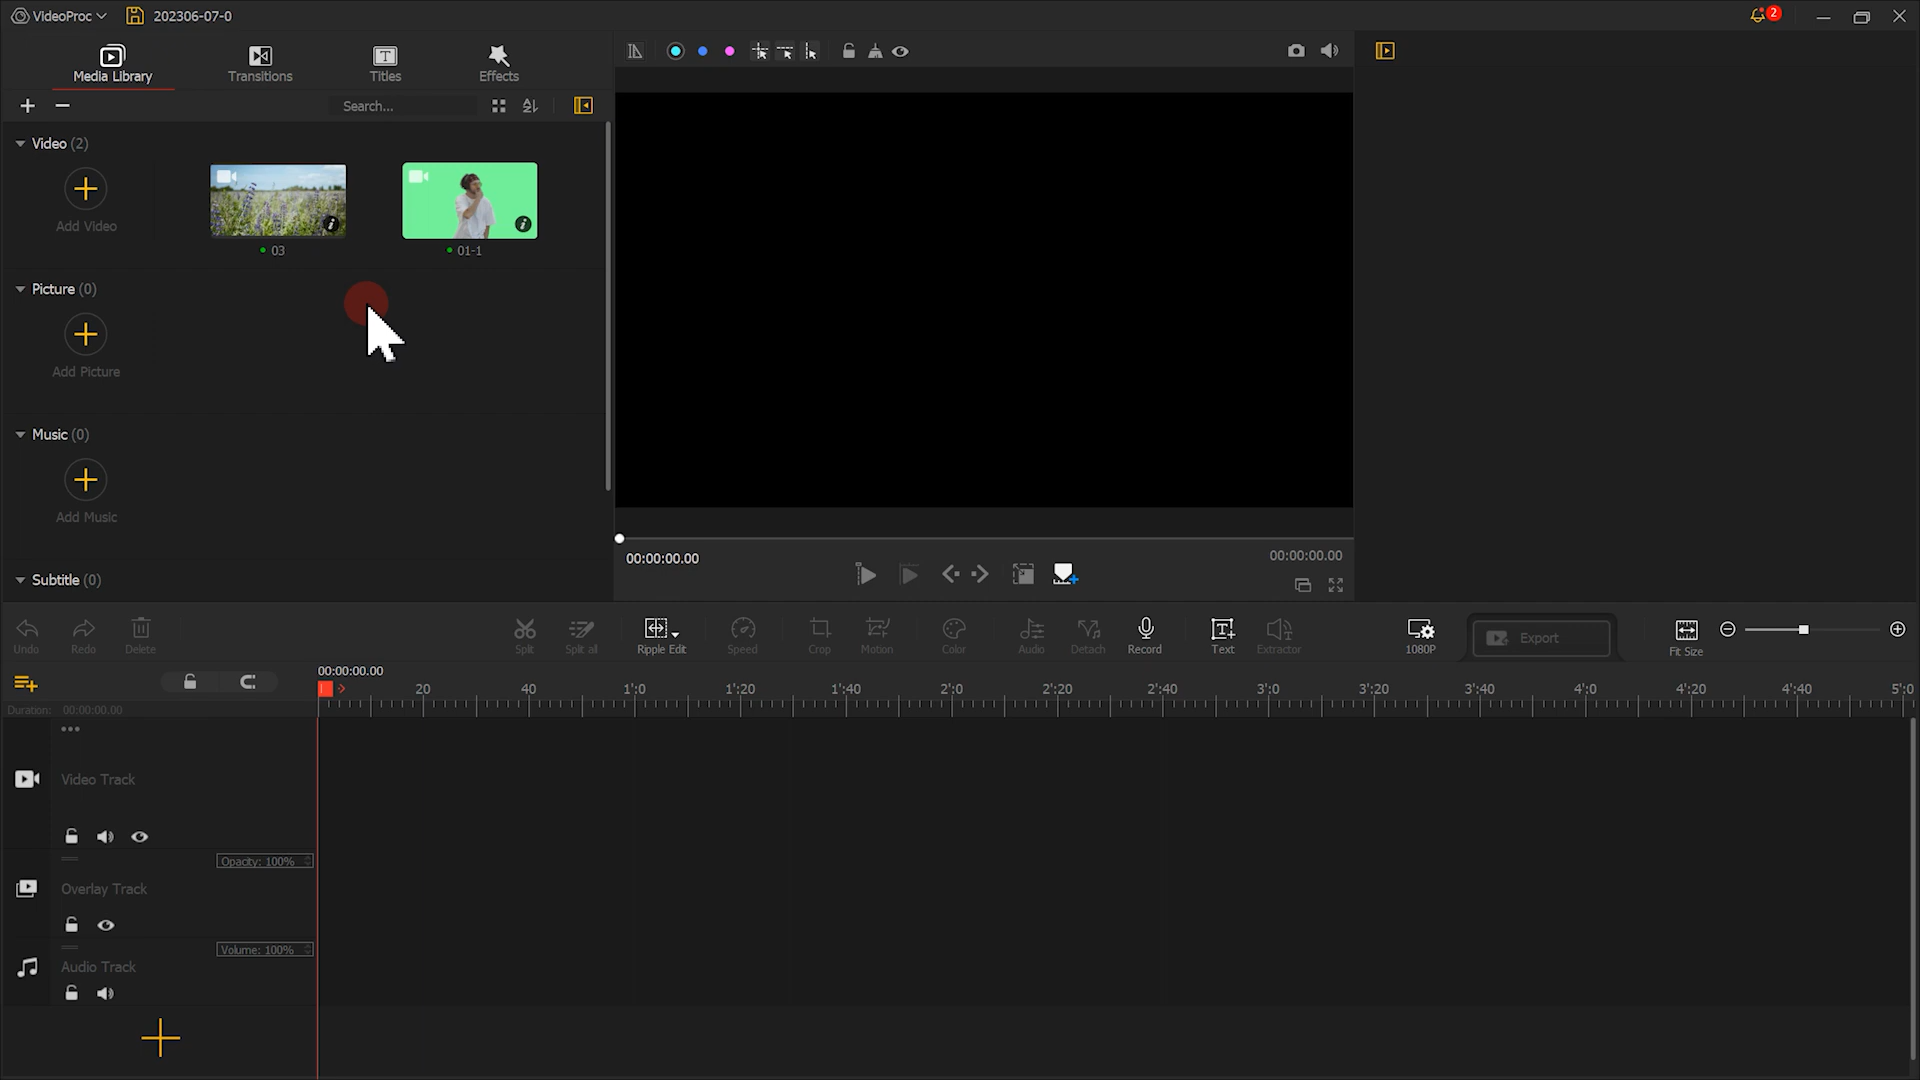 VideoProc
202306-07-0
2
Media Library
Transitions
Titles
Effects
Search...
Video (2)
Add Video
03
01-1
Picture (0)
Add Picture
Music (0)
Add Music
Subtitle (0)
00:00:00.00
00:00:00.00
Undo
Redo
Delete
Split
Split all
Ripple Edit
Speed
Crop
Motion
Color
Audio
Detach
Record
Text
Extractor
1080P
Export
Fit Size
00:00:00.00
20
40
1'0
1'20
1'40
2'0
2'20
2'40
3'0
3'20
3'40
4'0
4'20
4'40
5'0
Duration: 00:00:00.00
Video Track
Opacity: 100%
Overlay Track
Volume: 100%
Audio Track